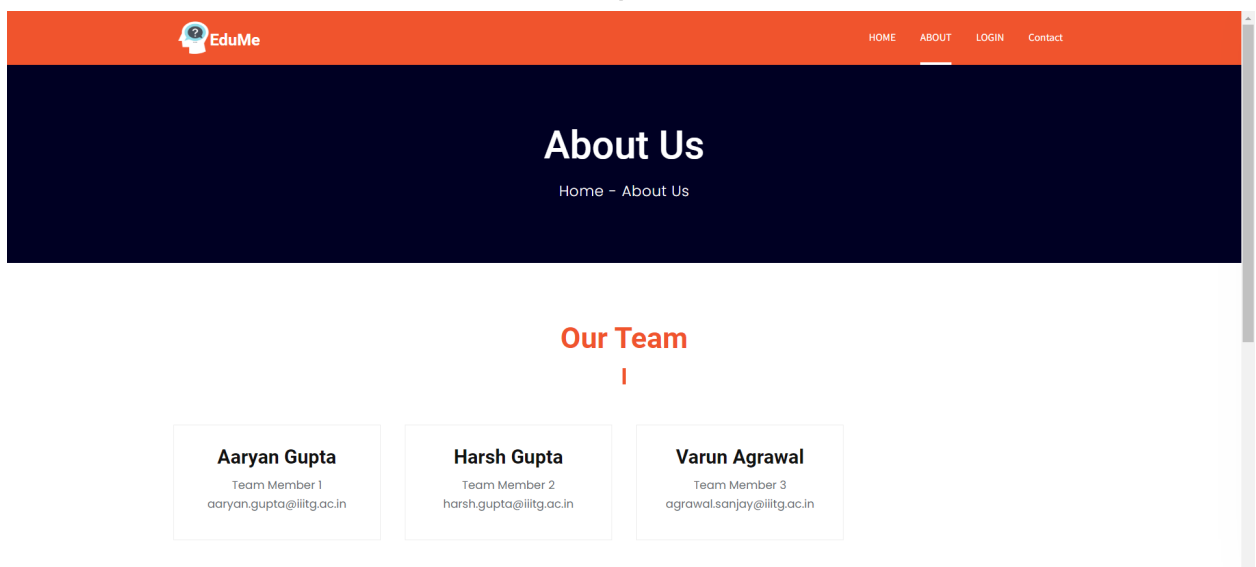 ?
EduMe
HOME ABOUT LOGIN Contact
About Us
Home - About Us
Our Team
Aaryan Gupta
Team Member 1
aaryan.gupta@iiitg.ac.in
Harsh Gupta
Team Member 2
harsh.gupta@iiitg.ac.in
Varun Agrawal
Team Member 3
agrawal.sanjay@iiitg.ac.in